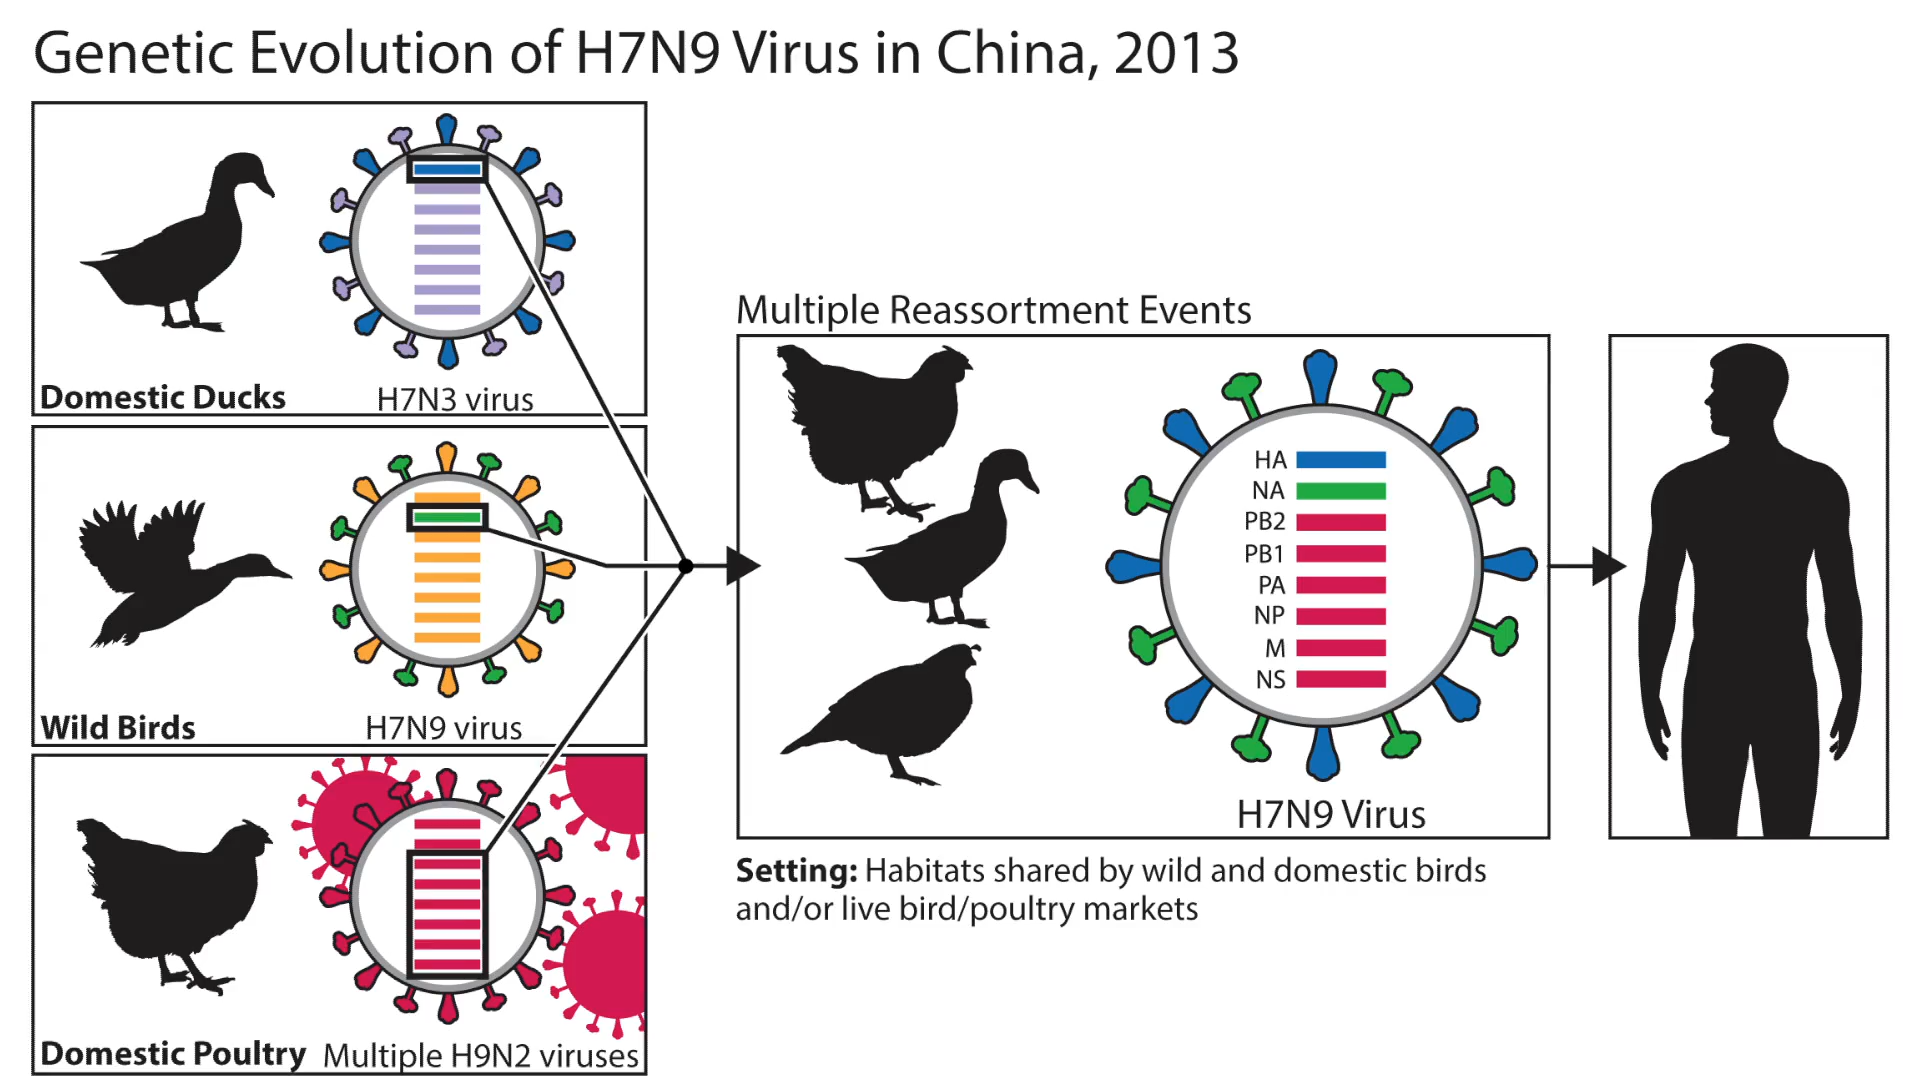 Genetic Evolution of H7N9 Virus in China, 2013
Domestic Ducks
H7N3 virus
Wild Birds
H7N9 virus
Domestic Poultry
Multiple H9N2 viruses
Multiple Reassortment Events
HA
NA
PB2
PB1
PA
NP
M
NS
H7N9 Virus
Setting: Habitats shared by wild and domestic birds
and/or live bird/poultry markets